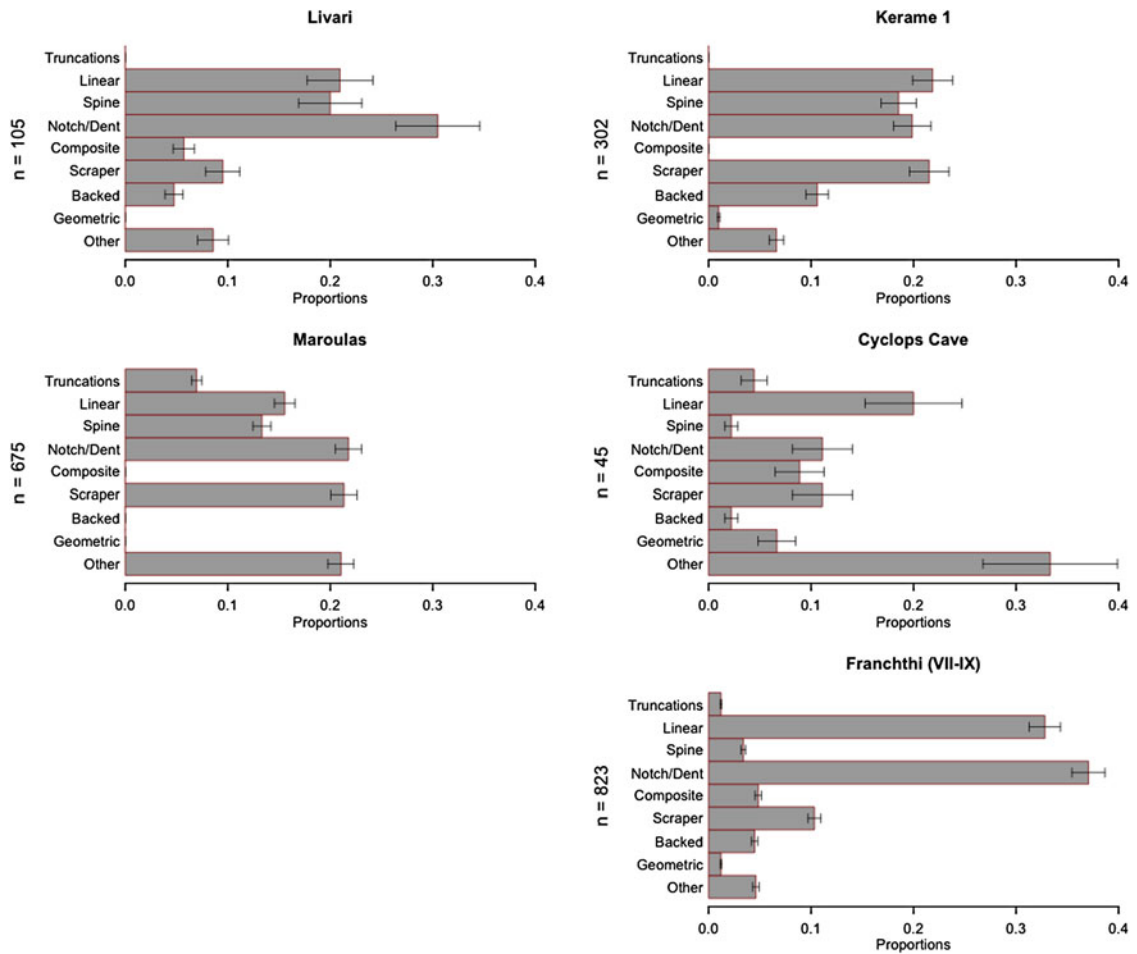 Livari
n = 105
Truncations
Linear
Spine
Notch/Dent
Composite
Scraper
Backed
Geometric
Other
0.0 0.1 0.2 0.3 0.4
Proportions
Kerame 1
n = 302
Truncations
Linear
Spine
Notch/Dent
Composite
Scraper
Backed
Geometric
Other
0.0 0.1 0.2 0.3 0.4
Proportions
Maroulas
n = 675
Truncations
Linear
Spine
Notch/Dent
Composite
Scraper
Backed
Geometric
Other
0.0 0.1 0.2 0.3 0.4
Proportions
Cyclops Cave
n = 45
Truncations
Linear
Spine
Notch/Dent
Composite
Scraper
Backed
Geometric
Other
0.0 0.1 0.2 0.3 0.4
Proportions
Franchthi (VII-IX)
n = 823
Truncations
Linear
Spine
Notch/Dent
Composite
Scraper
Backed
Geometric
Other
0.0 0.1 0.2 0.3 0.4
Proportions